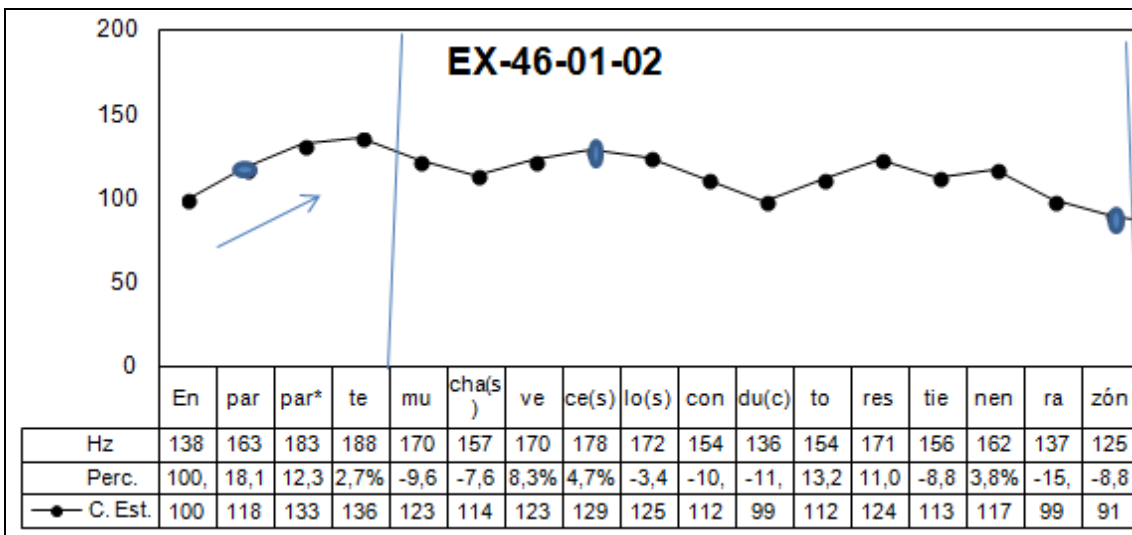 200
EX-46-01-02
150
100
50
0
En par par* te mu cha(s) ve ce(s) lo(s) con du(c) to res tie nen ra zón
Hz 138 163 183 188 170 157 170 178 172 154 136 154 171 156 162 137 125
Perc. 100, 18,1 12,3 2,7% -9,6 -7,6 8,3% 4,7% -3,4 -10, -11, 13,2 11,0 -8,8 3,8% -15, -8,8
C. Est. 100 118 133 136 123 114 123 129 125 112 99 112 124 113 117 99 91